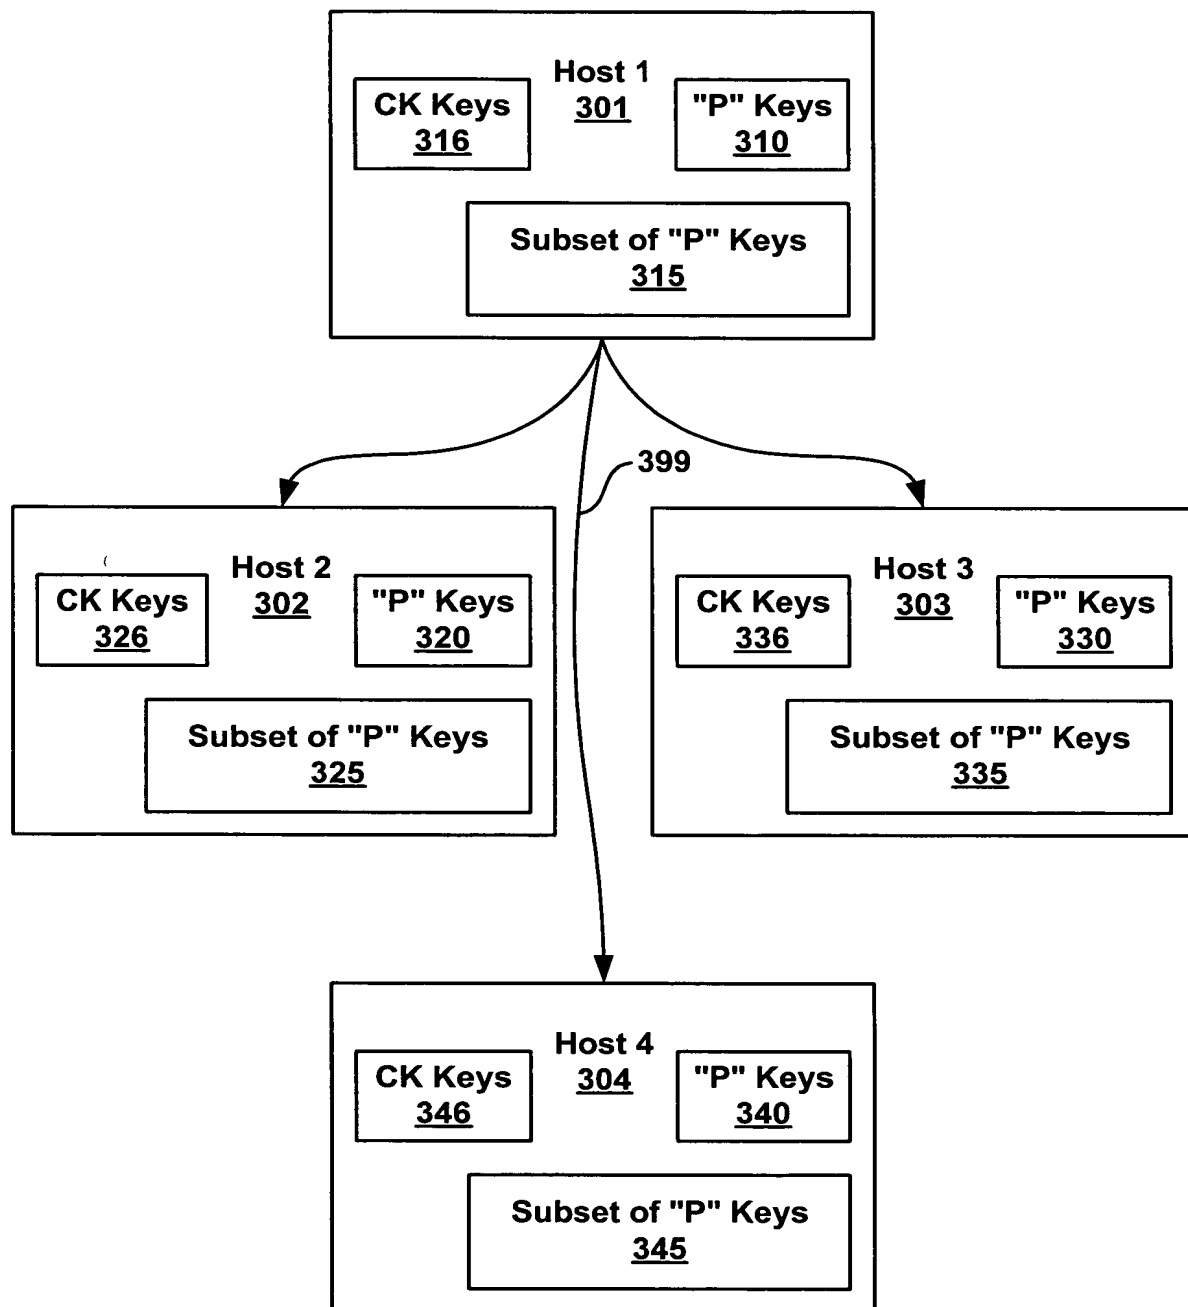 Host 1
301
CK Keys
316
"P" Keys
310
Subset of "P" Keys
315
399
Host 2
302
CK Keys
326
"P" Keys
320
Subset of "P" Keys
325
Host 3
303
CK Keys
336
"P" Keys
330
Subset of "P" Keys
335
Host 4
304
CK Keys
346
"P" Keys
340
Subset of "P" Keys
345